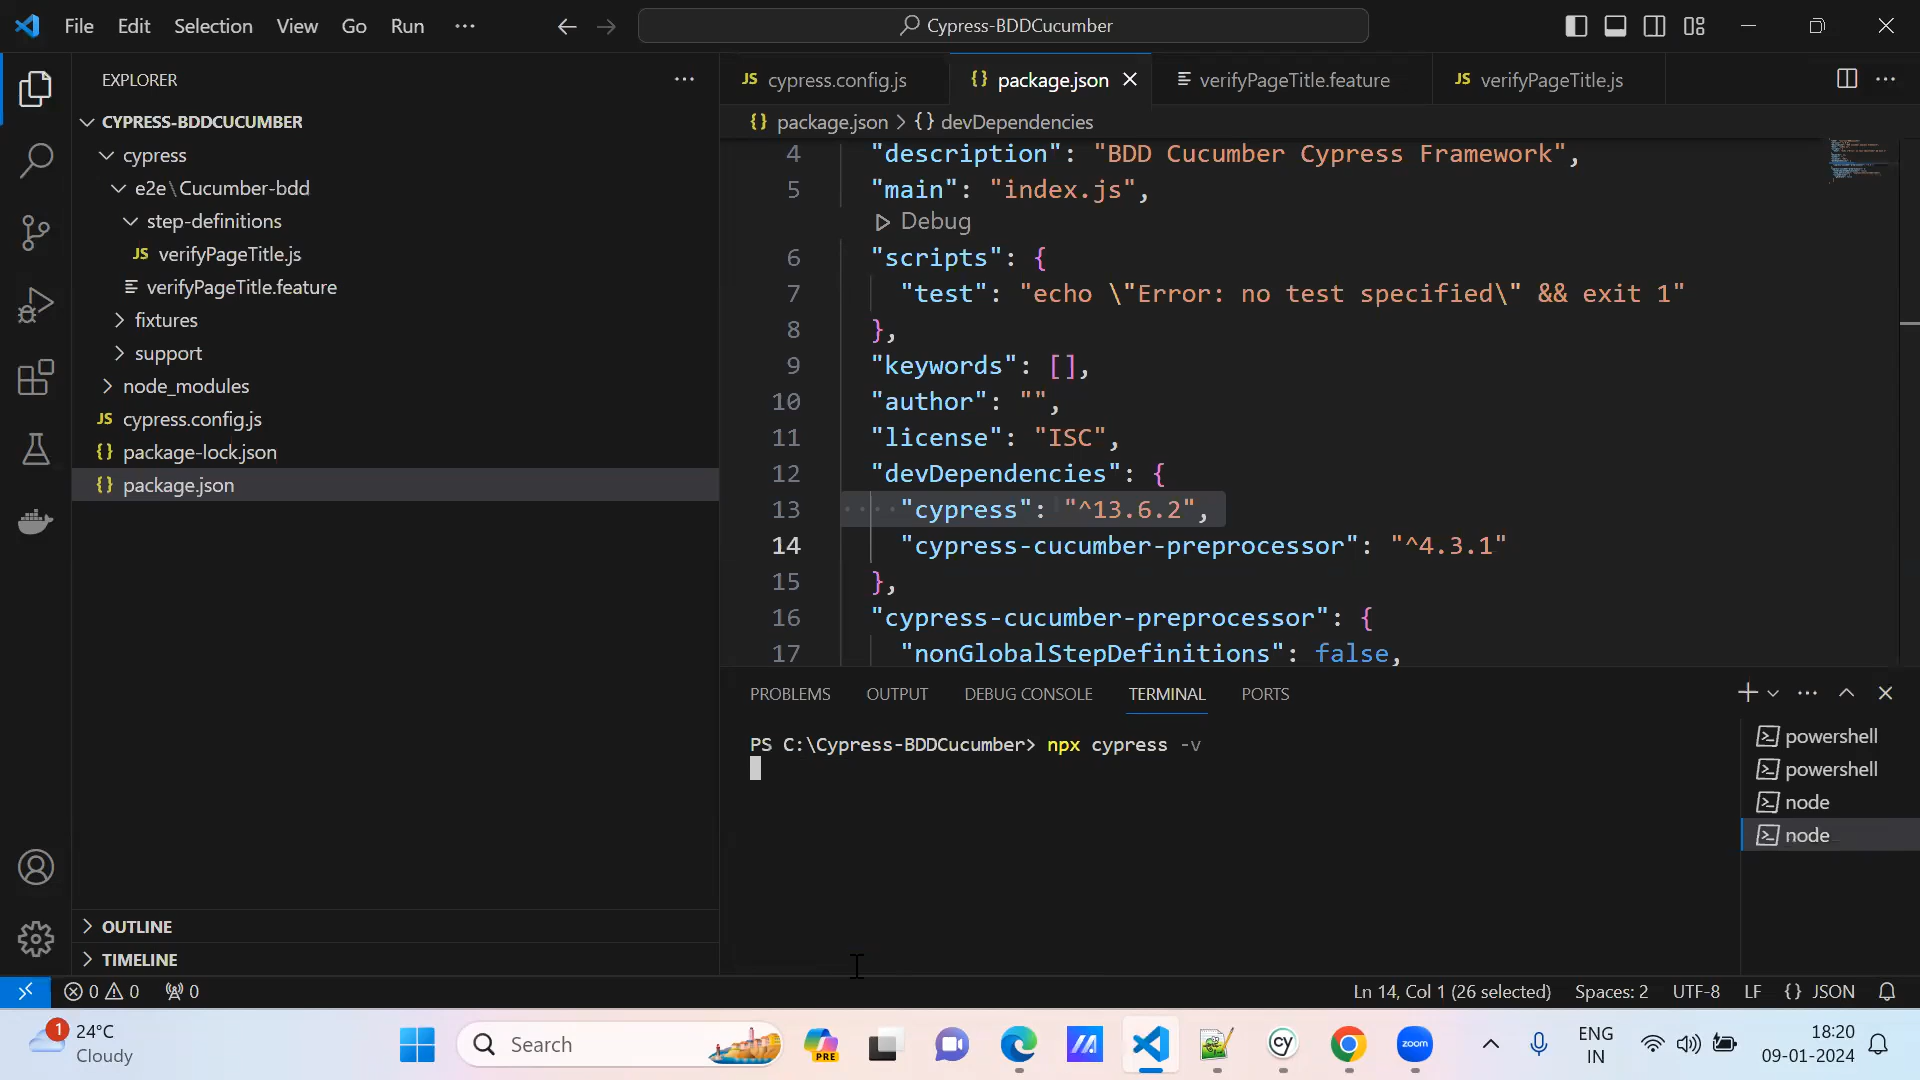 File Edit Selection View Go Run ···
Cypress-BDDCucumber
EXPLORER
CYPRESS-BDDCUCUMBER
cypress
e2e\Cucumber-bdd
step-definitions
JS verifyPageTitle.js
verifyPageTitle.feature
fixtures
support
node_modules
JS cypress.config.js
{} package-lock.json
{} package.json
OUTLINE
TIMELINE
JS cypress.config.js
{} package.json
verifyPageTitle.feature
JS verifyPageTitle.js
{} package.json > {} devDependencies
4 "description": "BDD Cucumber Cypress Framework",
5 "main": "index.js",
Debug
6 "scripts": {
7 "test": "echo \"Error: no test specified\" && exit 1"
8 },
9 "keywords": [],
10 "author": "",
11 "license": "ISC",
12 "devDependencies": {
13 "cypress": "^13.6.2",
14 "cypress-cucumber-preprocessor": "^4.3.1"
15 },
16 "cypress-cucumber-preprocessor": {
17 "nonGlobalStepDefinitions": false,
PROBLEMS OUTPUT DEBUG CONSOLE TERMINAL PORTS
PS C:\Cypress-BDDCucumber> npx cypress -v
powershell
powershell
node
node
0 0 0
Ln 14, Col 1 (26 selected) Spaces: 2 UTF-8 LF {} JSON
1
24°C
Cloudy
Search
PRE
cy
zoom
ENG
IN
18:20
09-01-2024